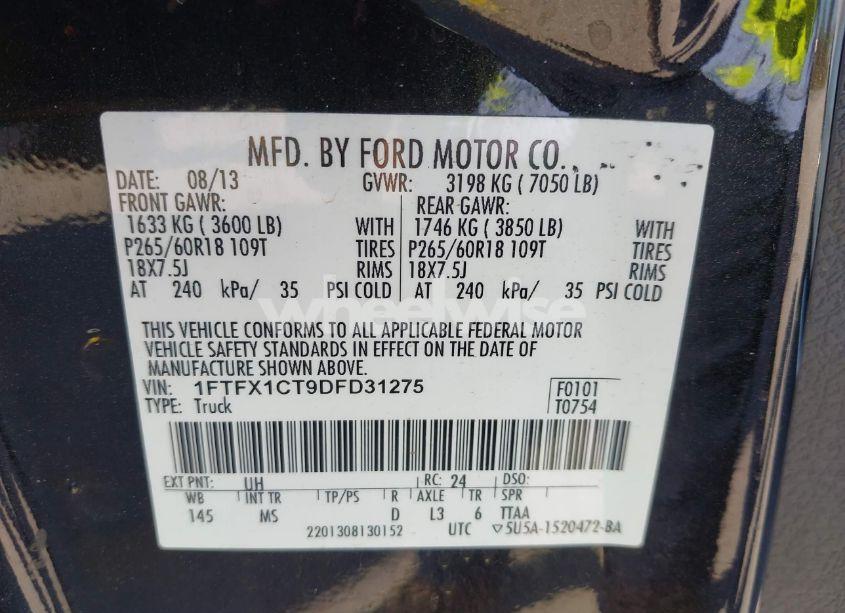 MFD. BY FORD MOTOR CO.
DATE: 08/13 GVWR: 3198 KG ( 7050 LB)
FRONT GAWR: REAR GAWR:
1633 KG ( 3600 LB) WITH 1746 KG ( 3850 LB) WITH
P265/60R18 109T TIRES P265/60R18 109T TIRES
18X7.5J RIMS 18X7.5J RIMS
AT 240 kPa/ 35 PSI COLD AT 240 kPa/ 35 PSI COLD
wheelwise
THIS VEHICLE CONFORMS TO ALL APPLICABLE FEDERAL MOTOR
VEHICLE SAFETY STANDARDS IN EFFECT ON THE DATE OF
MANUFACTURE SHOWN ABOVE.
VIN: 1FTFX1CT9DFD31275 F0101
TYPE: Truck T0754
EXT PNT: UH RC: 24 DSO:
WB INT TR TP/PS R AXLE TR SPR
145 MS D L3 6 TTAA
2201308130152 UTC ▽5U5A-1520472-BA